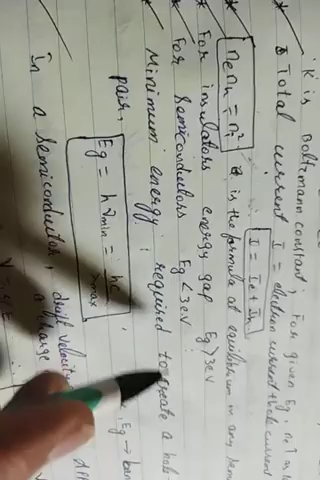 'K' is Boltzmann constant; For given Eg,
* Total current I = electron current + hole current
I = Ie + Ih
* nenh = ni² is the formula at equilibrium in any
* For insulators energy gap Eg > 3eV
* For semiconductors Eg < 3eV
* Minimum energy required to create a hole
pair,
Eg = hνmin = hc/λmax
Eg →
In a semiconductor, drift velocity
charge